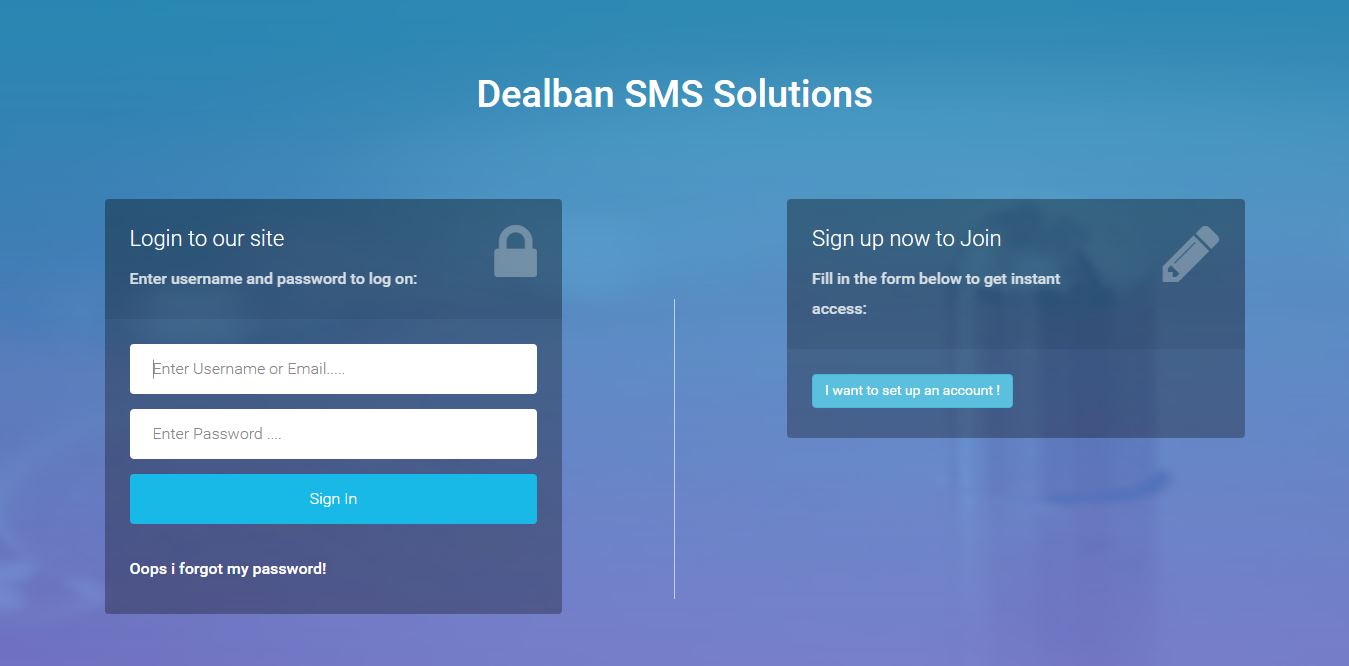 Dealban SMS Solutions
Login to our site
Enter username and password to log on:
Enter Username or Email.....
Enter Password ....
Sign In
Oops i forgot my password!
Sign up now to Join
Fill in the form below to get instant
access:
I want to set up an account !